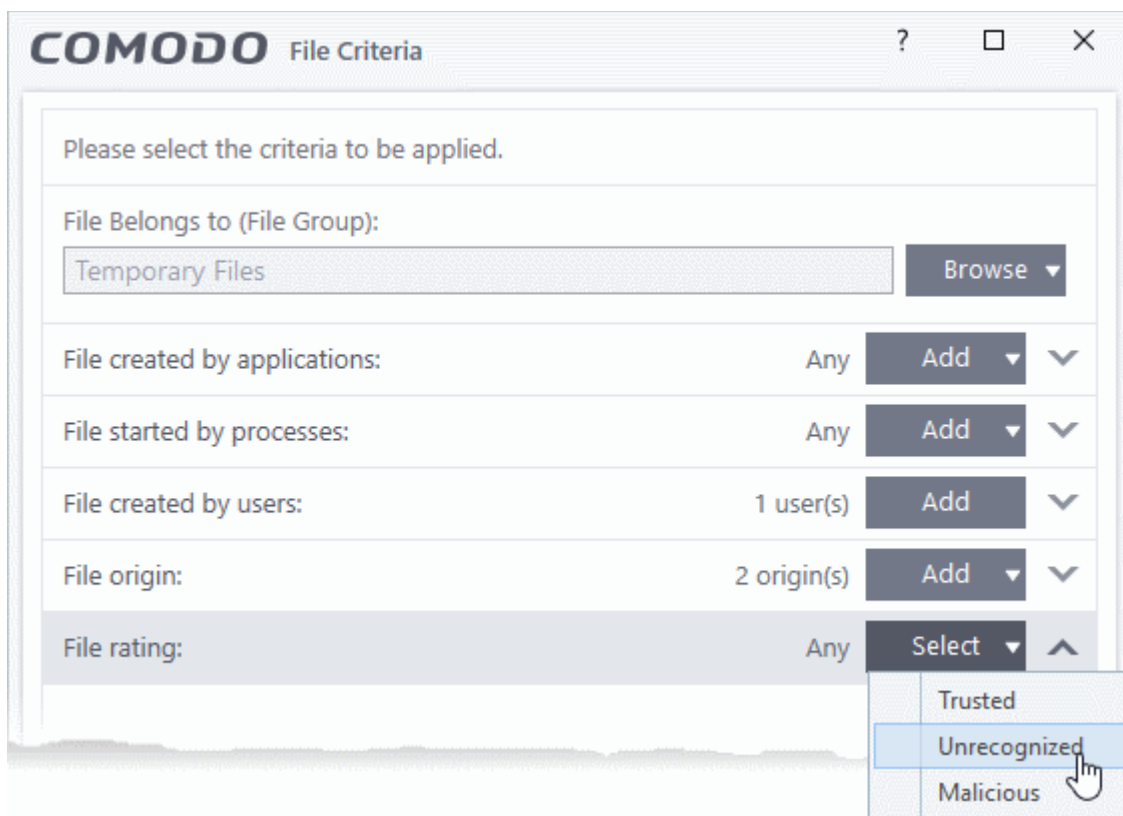 COMODO File Criteria ?
Please select the criteria to be applied.
File Belongs to (File Group):
Temporary Files Browse
File created by applications: Any Add
File started by processes: Any Add
File created by users: 1 user(s) Add
File origin: 2 origin(s) Add
File rating: Any Select
Trusted
Unrecognized
Malicious